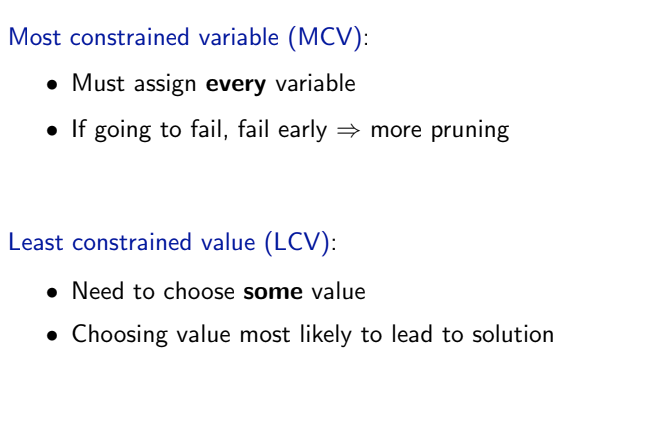 Most constrained variable (MCV):
• Must assign every variable
• If going to fail, fail early ⇒ more pruning
Least constrained value (LCV):
• Need to choose some value
• Choosing value most likely to lead to solution